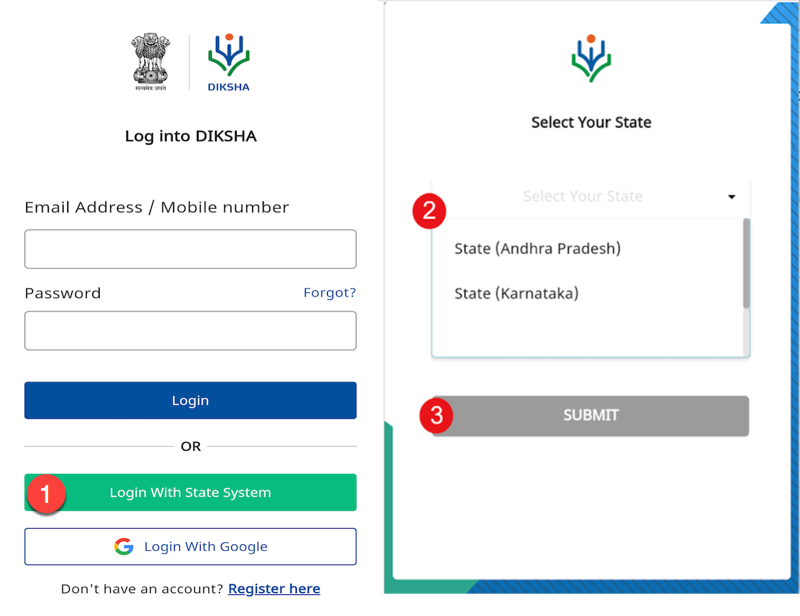 सत्यमेव जयते
DIKSHA
Log into DIKSHA
Email Address / Mobile number
Password
Forgot?
Login
OR
1
Login With State System
Login With Google
Don't have an account? Register here
Select Your State
Select Your State
2
State (Andhra Pradesh)
State (Karnataka)
3
SUBMIT